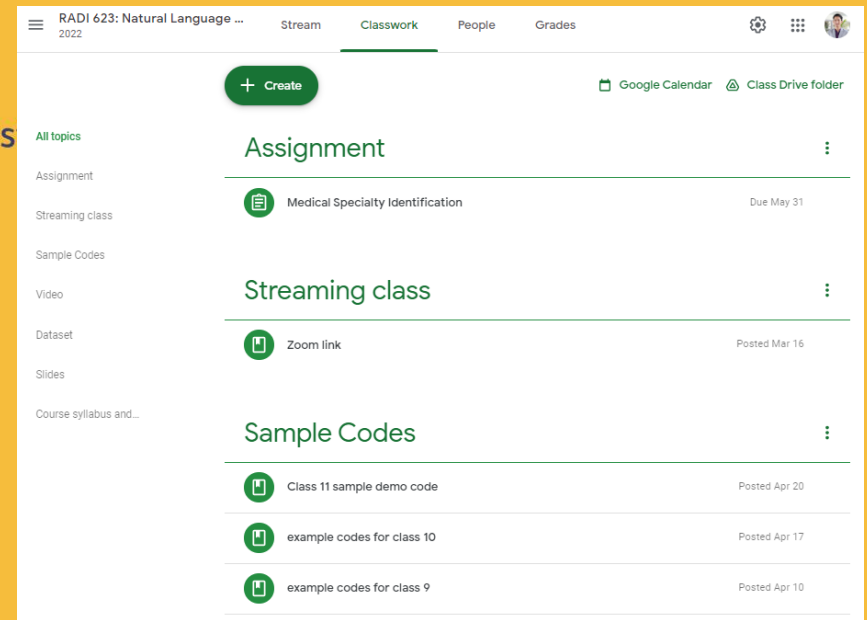 RADI 623: Natural Language ...
2022
Stream
Classwork
People
Grades
Create
Google Calendar
Class Drive folder
s
All topics
Assignment
Streaming class
Sample Codes
Video
Dataset
Slides
Course syllabus and...
Assignment
Medical Specialty Identification
Due May 31
Streaming class
Zoom link
Posted Mar 16
Sample Codes
Class 11 sample demo code
Posted Apr 20
example codes for class 10
Posted Apr 17
example codes for class 9
Posted Apr 10